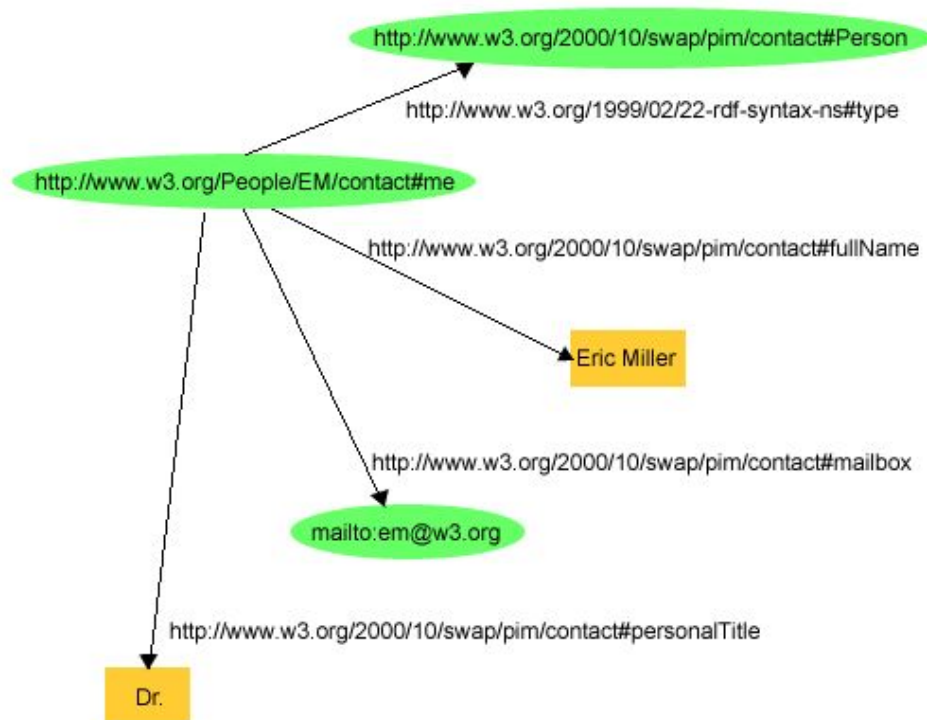 http://www.w3.org/2000/10/swap/pim/contact#Person
http://www.w3.org/1999/02/22-rdf-syntax-ns#type
http://www.w3.org/People/EM/contact#me
http://www.w3.org/2000/10/swap/pim/contact#fullName
Eric Miller
http://www.w3.org/2000/10/swap/pim/contact#mailbox
mailto:em@w3.org
http://www.w3.org/2000/10/swap/pim/contact#personalTitle
Dr.